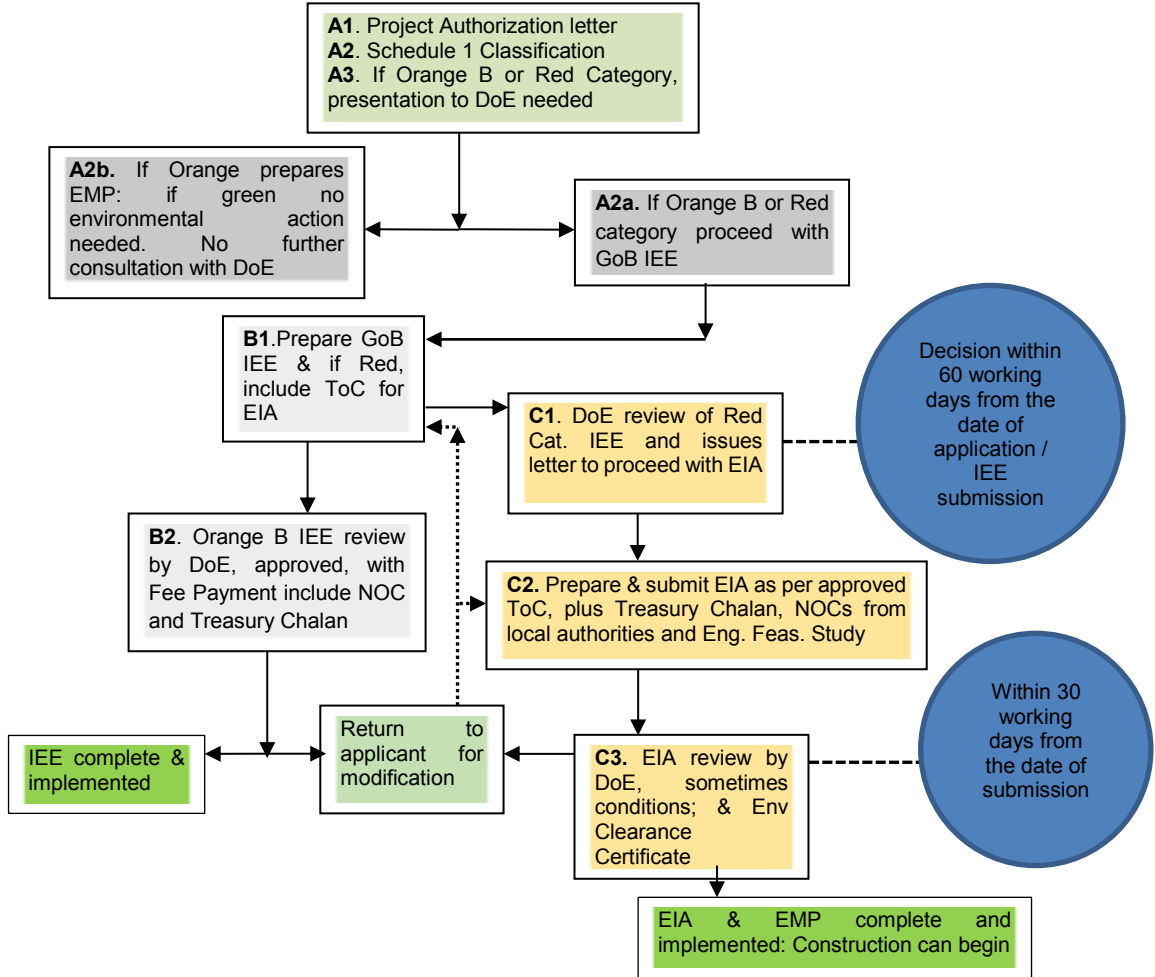 A1. Project Authorization letter
A2. Schedule 1 Classification
A3. If Orange B or Red Category,
presentation to DoE needed
A2b. If Orange prepares
EMP: if green no
environmental action
needed. No further
consultation with DoE
A2a. If Orange B or Red
category proceed with
GoB IEE
B1.Prepare GoB
IEE & if Red,
include ToC for
EIA
Decision within
60 working
days from the
date of
application /
IEE
submission
C1. DoE review of Red
Cat. IEE and issues
letter to proceed with EIA
B2. Orange B IEE review
by DoE, approved, with
Fee Payment include NOC
and Treasury Chalan
C2. Prepare & submit EIA as per approved
ToC, plus Treasury Chalan, NOCs from
local authorities and Eng. Feas. Study
Within 30
working
days from
the date of
submission
Return to
applicant for
modification
IEE complete &
implemented
C3. EIA review by
DoE, sometimes
conditions; & Env
Clearance
Certificate
EIA & EMP complete and
implemented: Construction can begin